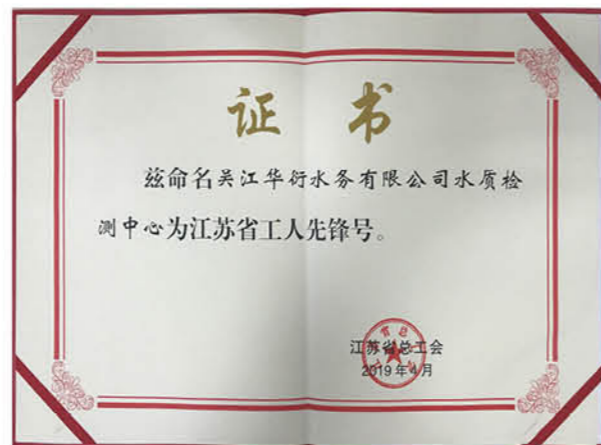 证书
兹命名吴江华衍水务有限公司水质检
测中心为江苏省工人先锋号。
江苏省总工会
2019年4月